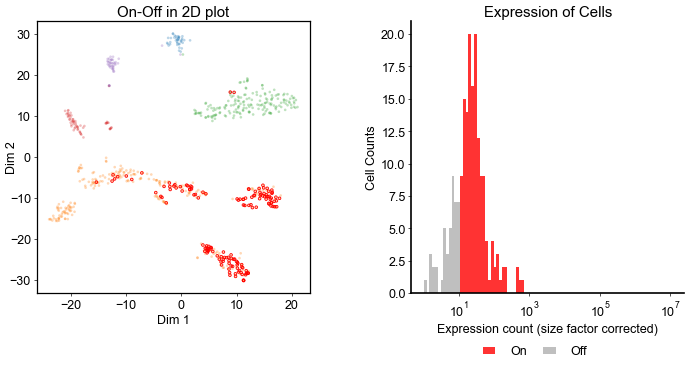 On-Off in 2D plot
30
20
10
0
−10
−20
−30
Dim 2
−20 −10 0 10 20
Dim 1
Expression of Cells
20.0
17.5
15.0
12.5
10.0
7.5
5.0
2.5
0.0
Cell Counts
10^1 10^3 10^5 10^7
Expression count (size factor corrected)
On Off